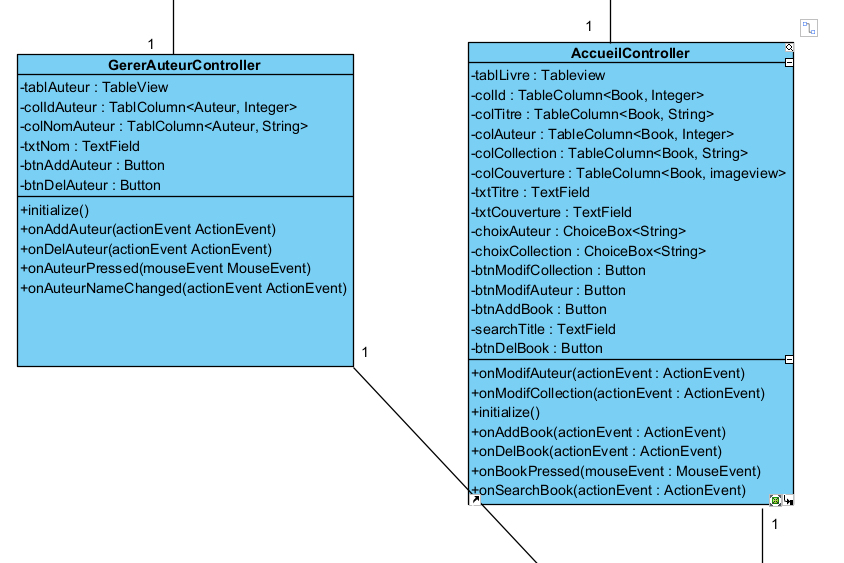 1
GererAuteurController
-tablAuteur : TableView
-colIdAuteur : TablColumn<Auteur, Integer>
-colNomAuteur : TablColumn<Auteur, String>
-txtNom : TextField
-btnAddAuteur : Button
-btnDelAuteur : Button
+initialize()
+onAddAuteur(actionEvent ActionEvent)
+onDelAuteur(actionEvent ActionEvent)
+onAuteurPressed(mouseEvent MouseEvent)
+onAuteurNameChanged(actionEvent ActionEvent)
1
1
AccueilController
-tablLivre : Tableview
-colId : TableColumn<Book, Integer>
-colTitre : TableColumn<Book, String>
-colAuteur : TableColumn<Book, Integer>
-colCollection : TableColumn<Book, String>
-colCouverture : TableColumn<Book, imageview>
-txtTitre : TextField
-txtCouverture : TextField
-choixAuteur : ChoiceBox<String>
-choixCollection : ChoiceBox<String>
-btnModifCollection : Button
-btnModifAuteur : Button
-btnAddBook : Button
-searchTitle : TextField
-btnDelBook : Button
+onModifAuteur(actionEvent : ActionEvent)
+onModifCollection(actionEvent : ActionEvent)
+initialize()
+onAddBook(actionEvent : ActionEvent)
+onDelBook(actionEvent : ActionEvent)
+onBookPressed(mouseEvent : MouseEvent)
+onSearchBook(actionEvent : ActionEvent)
1